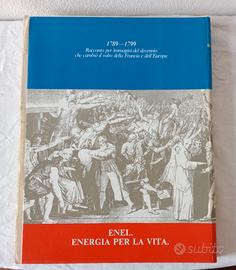 1789—1799
Racconto per immagini del decennio
che cambiò il volto della Francia e dell'Europa
ENEL.
ENERGIA PER LA VITA.
subito